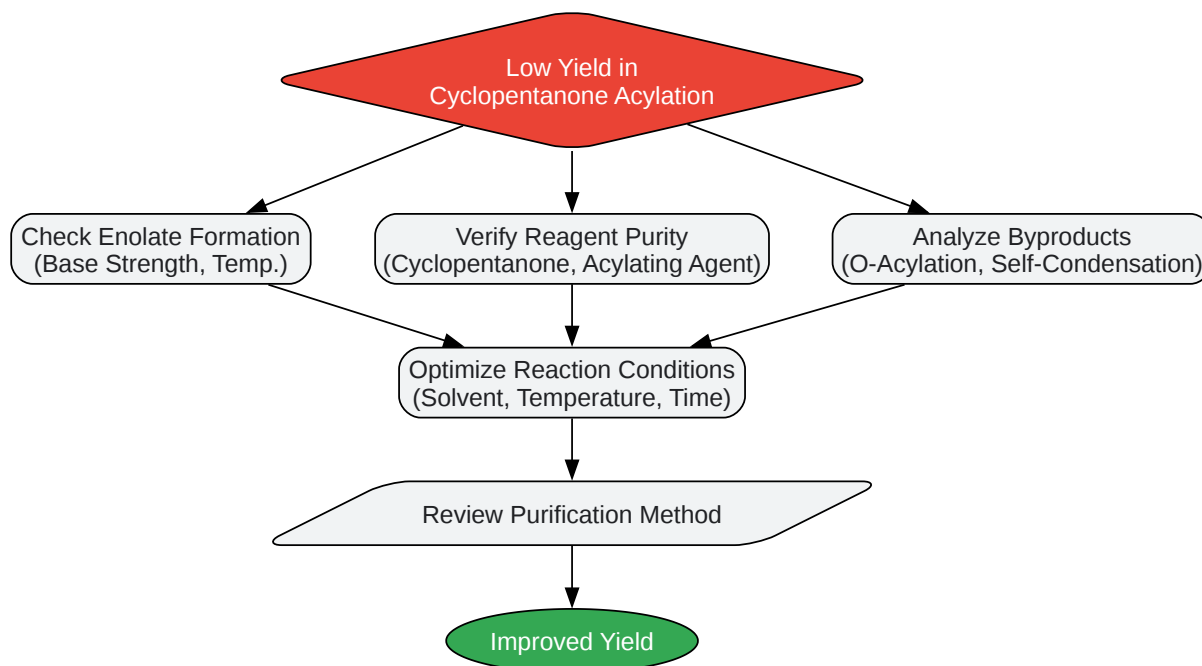 Low Yield in
Cyclopentanone Acylation
Check Enolate Formation
(Base Strength, Temp.)
Verify Reagent Purity
(Cyclopentanone, Acylating Agent)
Analyze Byproducts
(O-Acylation, Self-Condensation)
Optimize Reaction Conditions
(Solvent, Temperature, Time)
Review Purification Method
Improved Yield